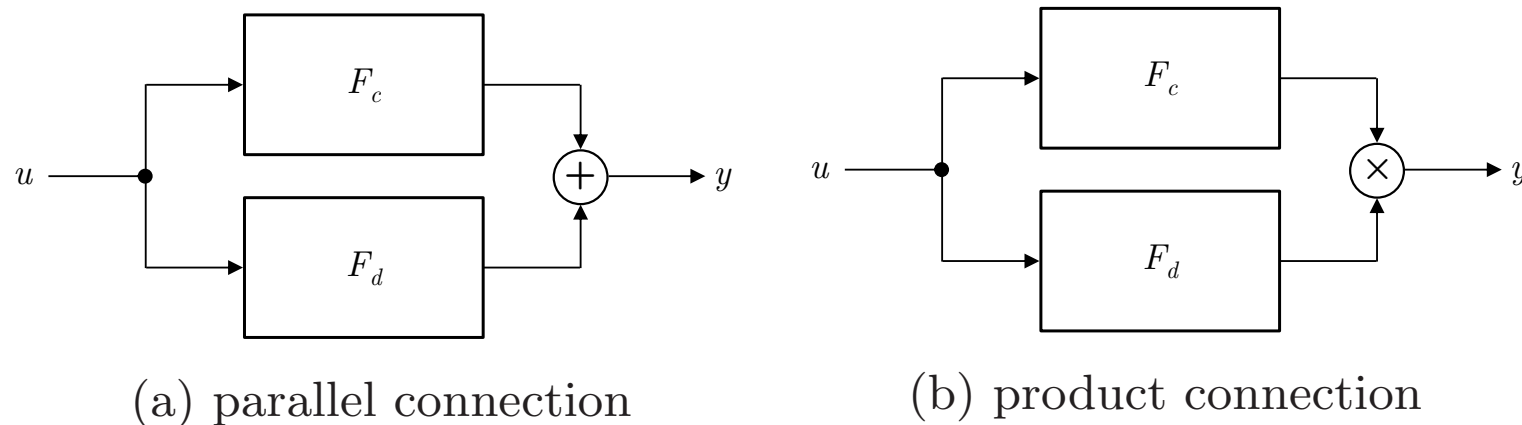 F_c
u + y
F_d
(a) parallel connection
F_c
u × y
F_d
(b) product connection